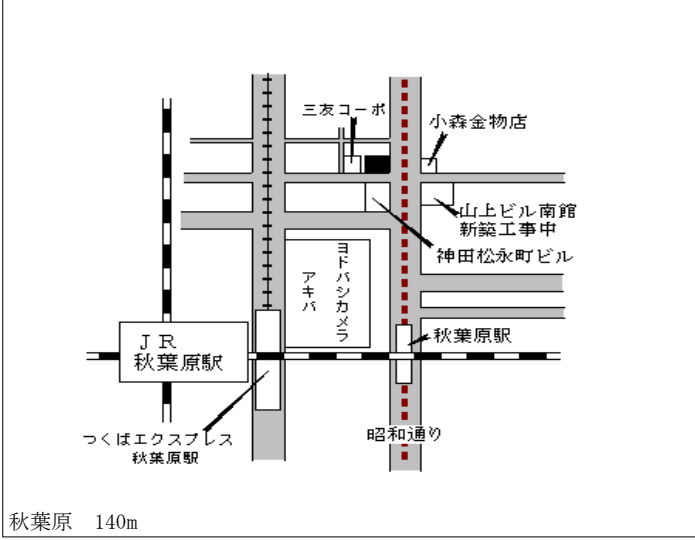 三友コーポ
小森金物店
山上ビル南館
新築工事中
神田松永町ビル
ヨドバシカメラ
アキバ
秋葉原駅
ＪＲ
秋葉原駅
つくばエクスプレス
秋葉原駅
昭和通り
秋葉原　140m